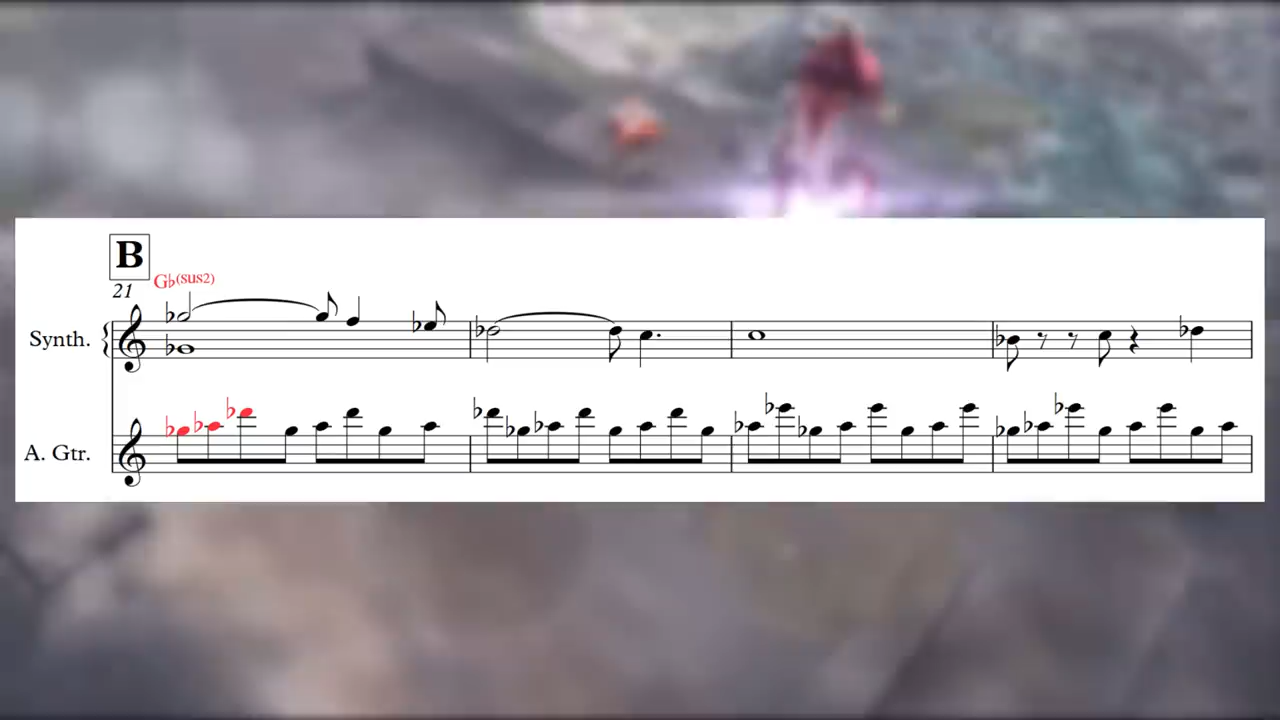 B
G♭(sus2)
21
Synth.
A. Gtr.